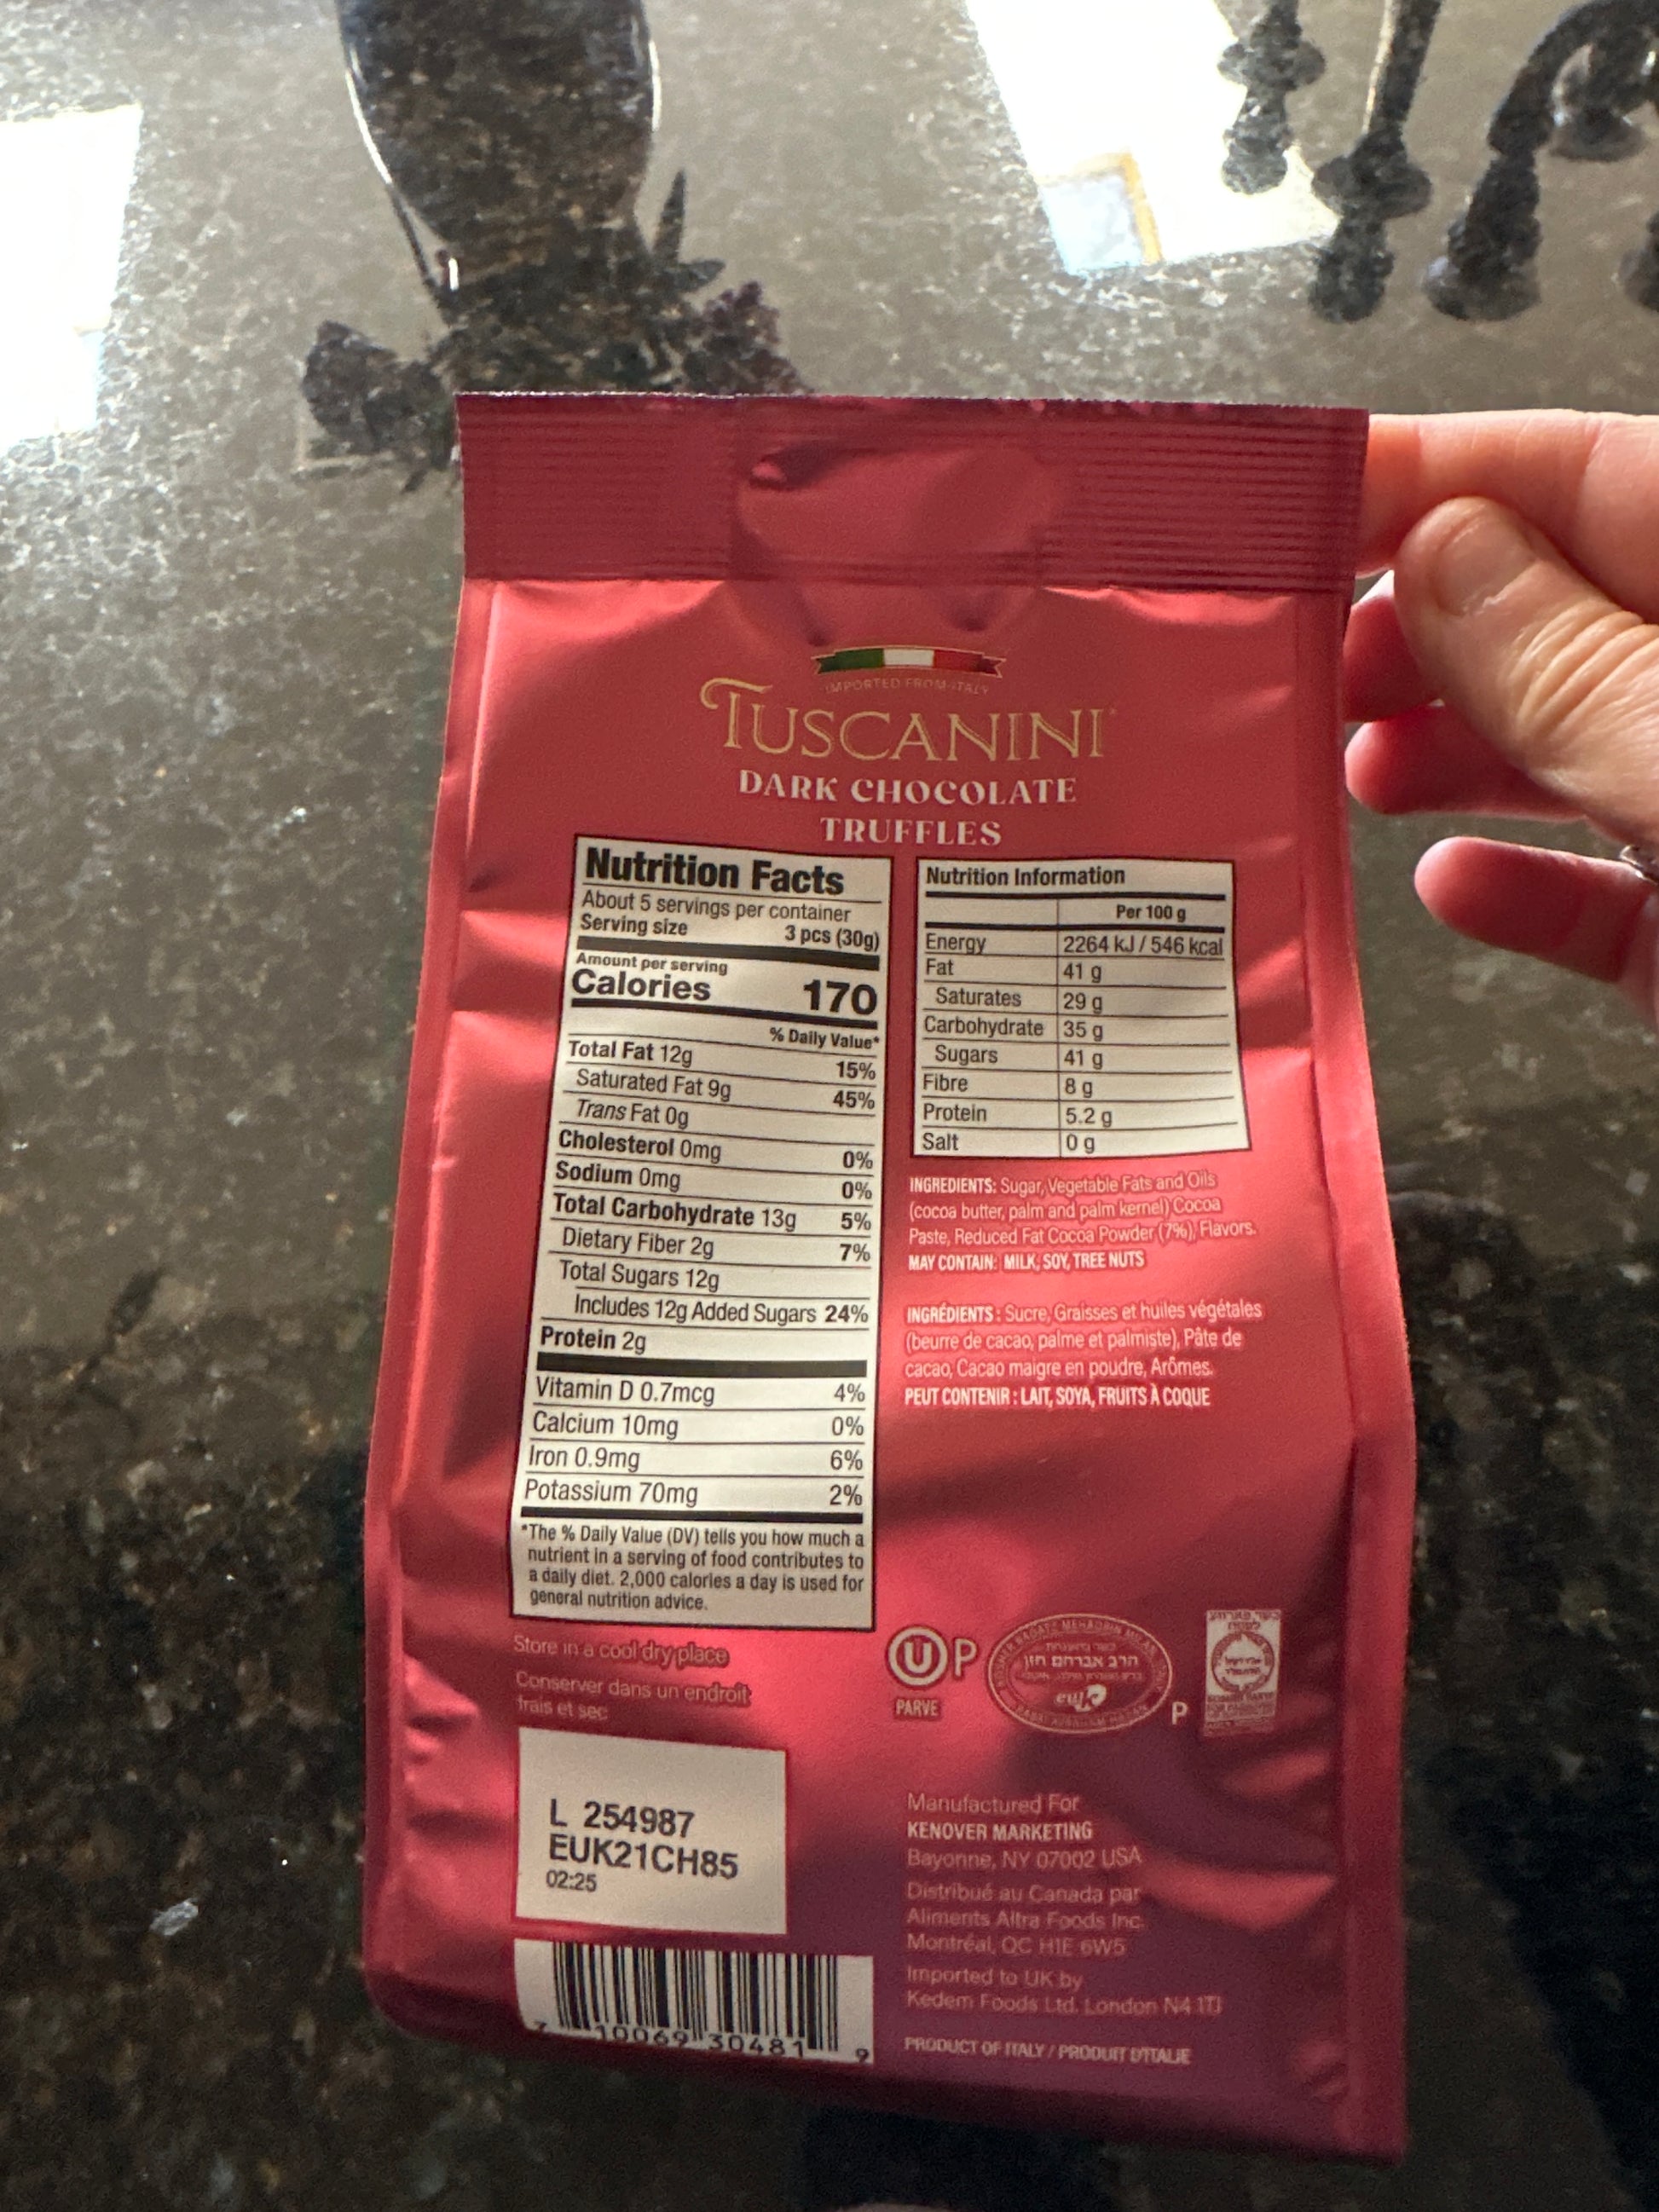 IMPORTED FROM ITALY
TUSCANINI
DARK CHOCOLATE
TRUFFLES
Nutrition Facts
About 5 servings per container
Serving size 3 pcs (30g)
Amount per serving
Calories 170
% Daily Value*
Total Fat 12g 15%
Saturated Fat 9g 45%
Trans Fat 0g
Cholesterol 0mg 0%
Sodium 0mg 0%
Total Carbohydrate 13g 5%
Dietary Fiber 2g 7%
Total Sugars 12g
Includes 12g Added Sugars 24%
Protein 2g
Vitamin D 0.7mcg 4%
Calcium 10mg 0%
Iron 0.9mg 6%
Potassium 70mg 2%
*The % Daily Value (DV) tells you how much a
nutrient in a serving of food contributes to
a daily diet. 2,000 calories a day is used for
general nutrition advice.
Nutrition Information
Per 100 g
Energy 2264 kJ / 546 kcal
Fat 41 g
Saturates 29 g
Carbohydrate 35 g
Sugars 41 g
Fibre 8 g
Protein 5.2 g
Salt 0 g
INGREDIENTS: Sugar, Vegetable Fats and Oils
(cocoa butter, palm and palm kernel) Cocoa
Paste, Reduced Fat Cocoa Powder (7%), Flavors.
MAY CONTAIN: MILK, SOY, TREE NUTS
INGRÉDIENTS : Sucre, Graisses et huiles végétales
(beurre de cacao, palme et palmiste), Pâte de
cacao, Cacao maigre en poudre, Arômes.
PEUT CONTENIR : LAIT, SOYA, FRUITS À COQUE
Store in a cool dry place
Conserver dans un endroit
frais et sec
U P
PARVE
הרב אברהם חזן
P
L 254987
EUK21CH85
02:25
7 10069 30481 9
Manufactured For
KENOVER MARKETING
Bayonne, NY 07002 USA
Distribué au Canada par
Aliments Altra Foods Inc.
Montréal, QC H1E 6W5
Imported to UK by
Kedem Foods Ltd. London N4 1TJ
PRODUCT OF ITALY / PRODUIT D'ITALIE